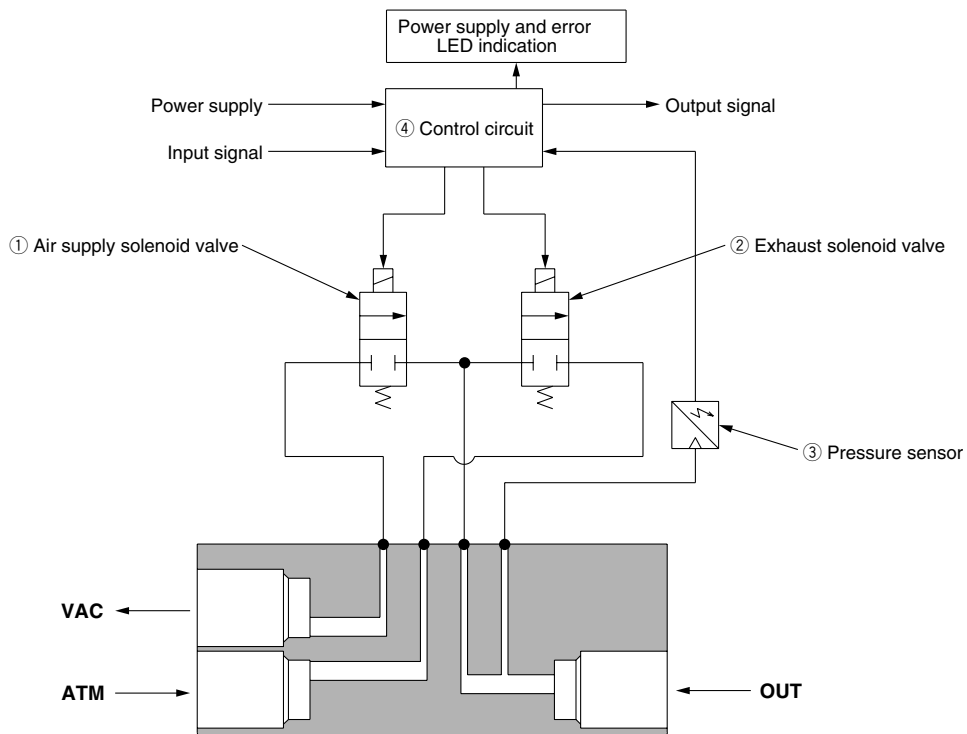 Power supply and error
LED indication
Power supply
Output signal
④ Control circuit
Input signal
① Air supply solenoid valve
② Exhaust solenoid valve
③ Pressure sensor
VAC
ATM
OUT